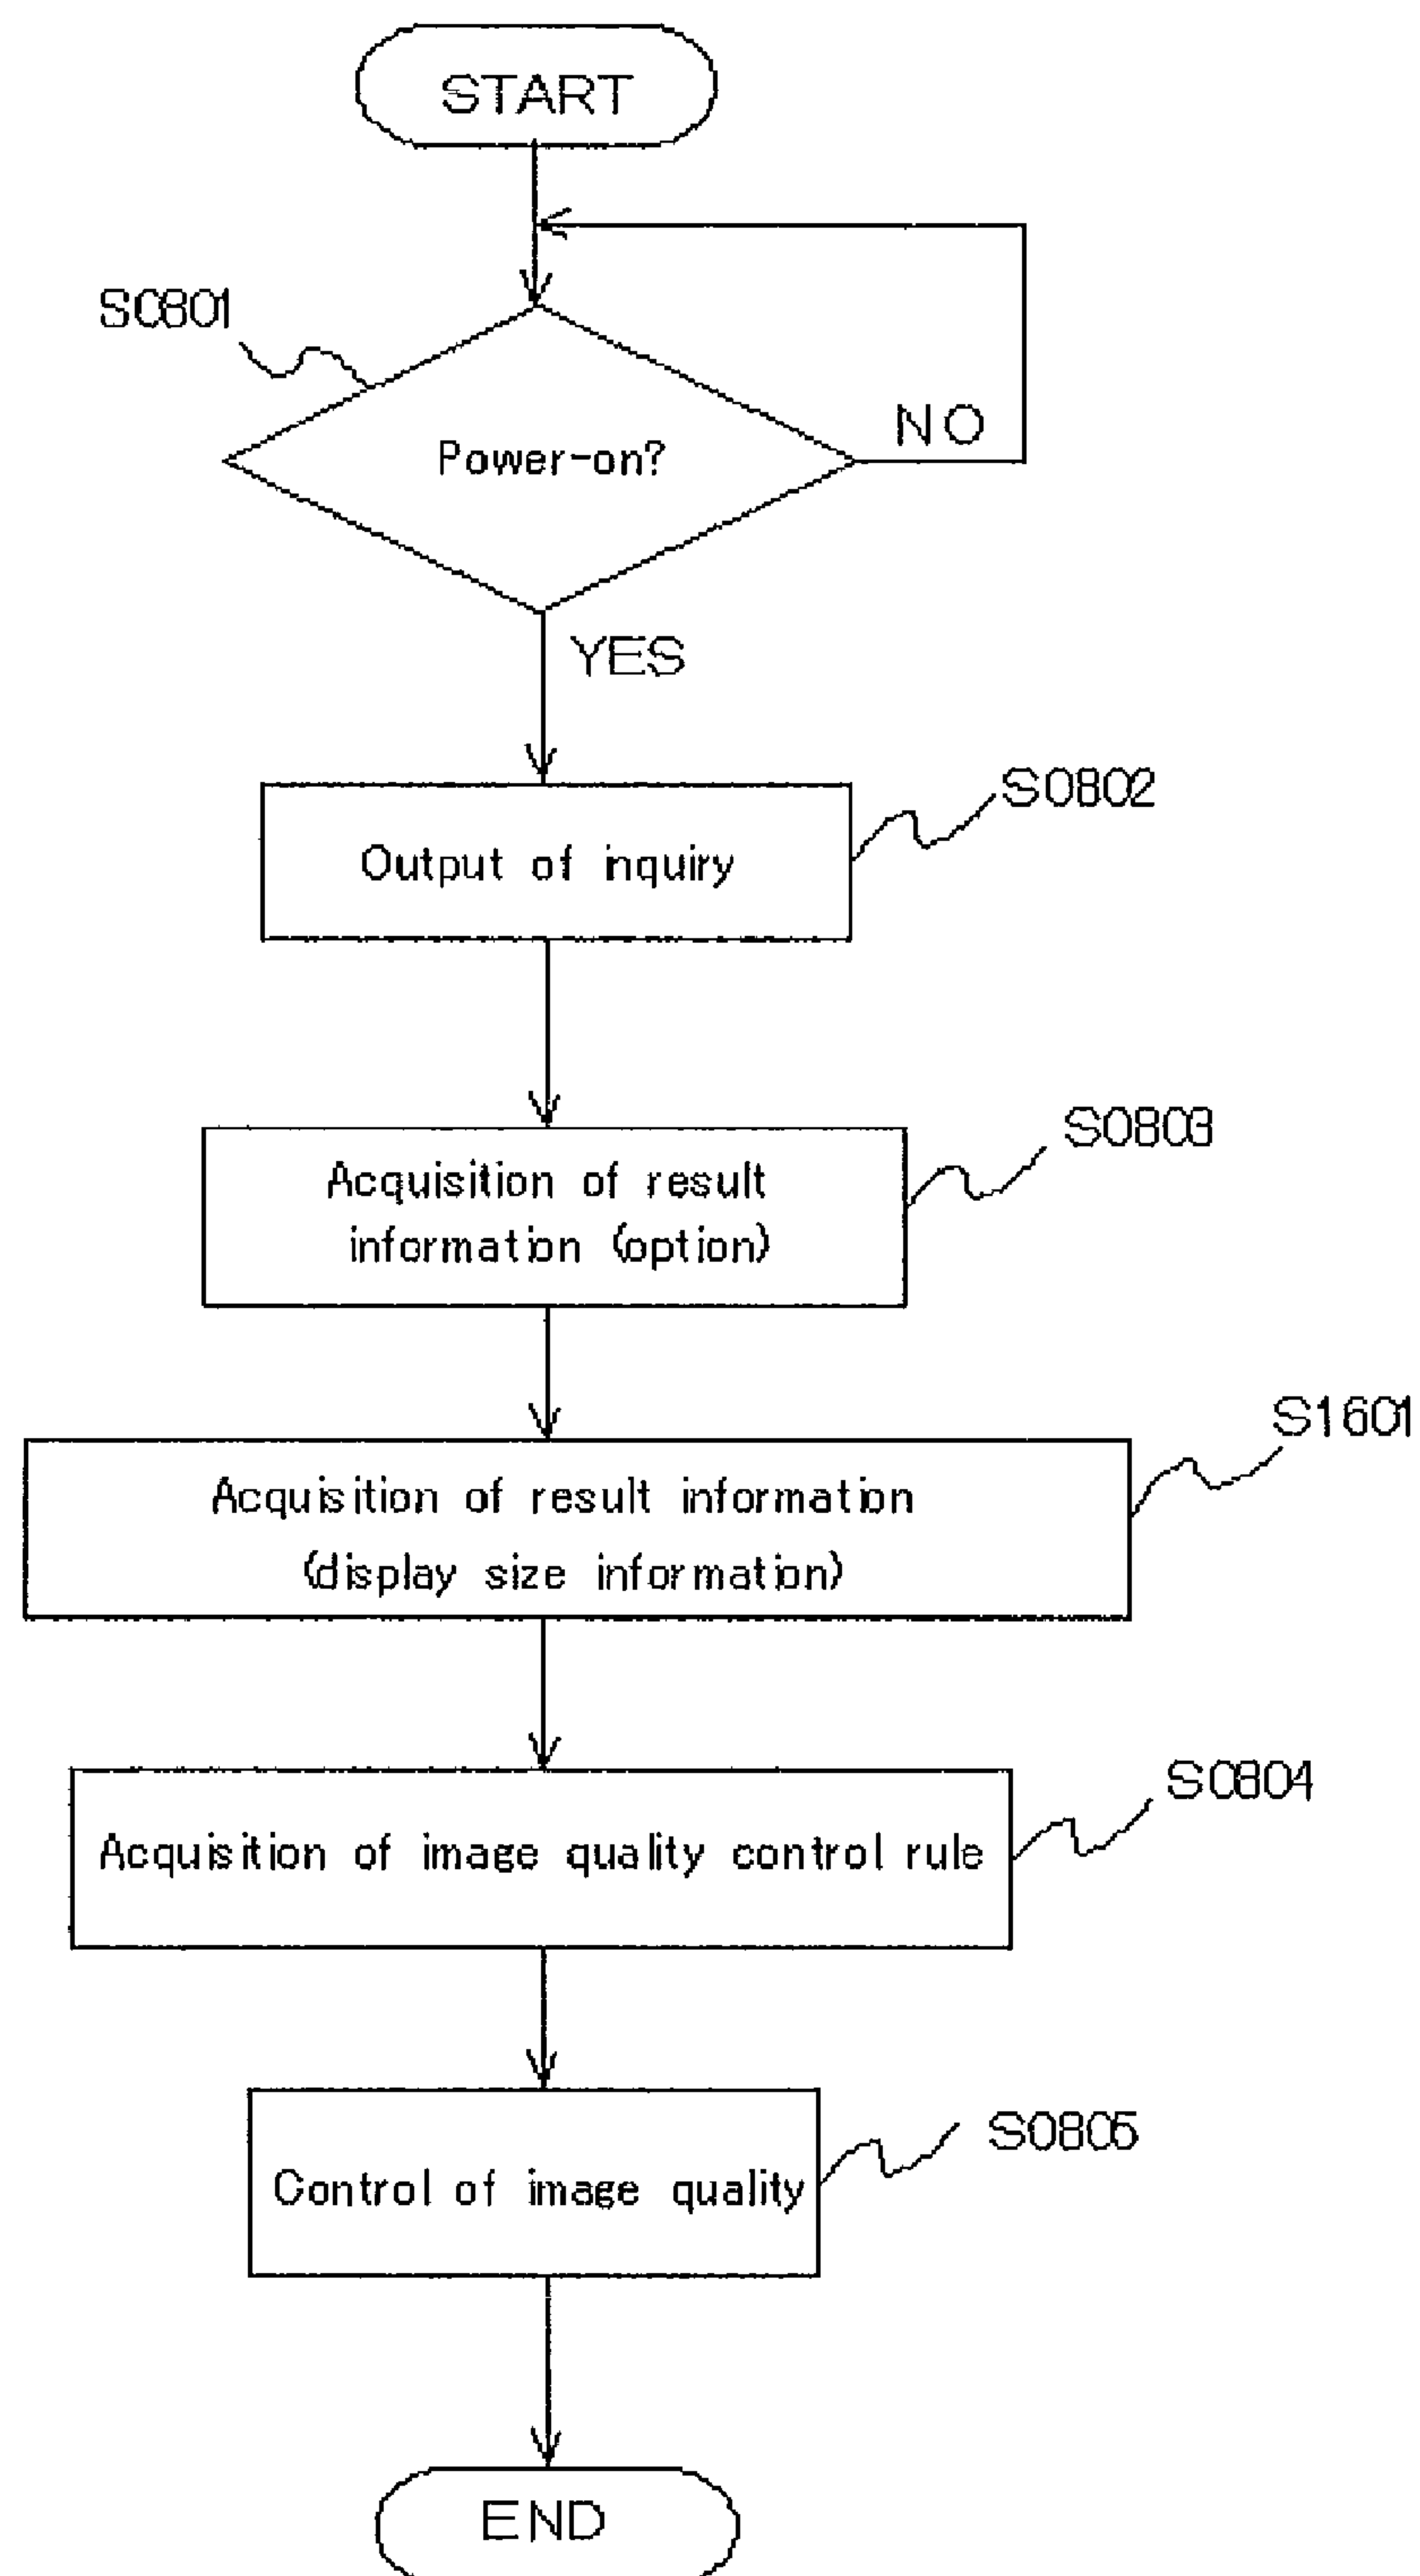 START
S0801
Power-on?
NO
YES
S0802
Output of inquiry
S0803
Acquisition of result
information (option)
S1601
Acquisition of result information
(display size information)
S0804
Acquisition of image quality control rule
S0805
Control of image quality
END